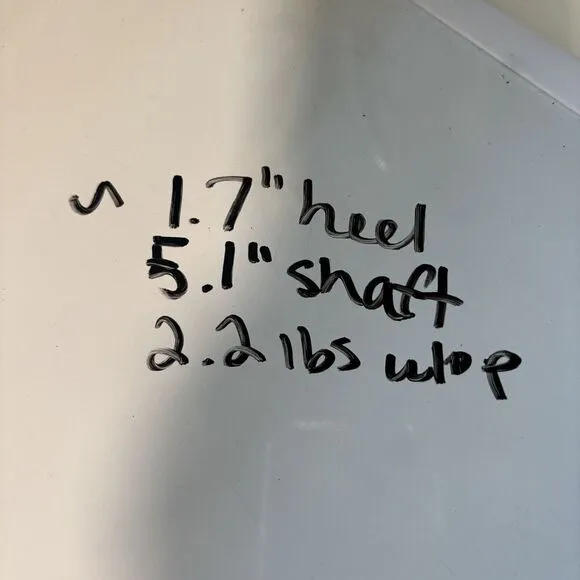 ~ 1.7" heel
5.1" shaft
2.2 lbs